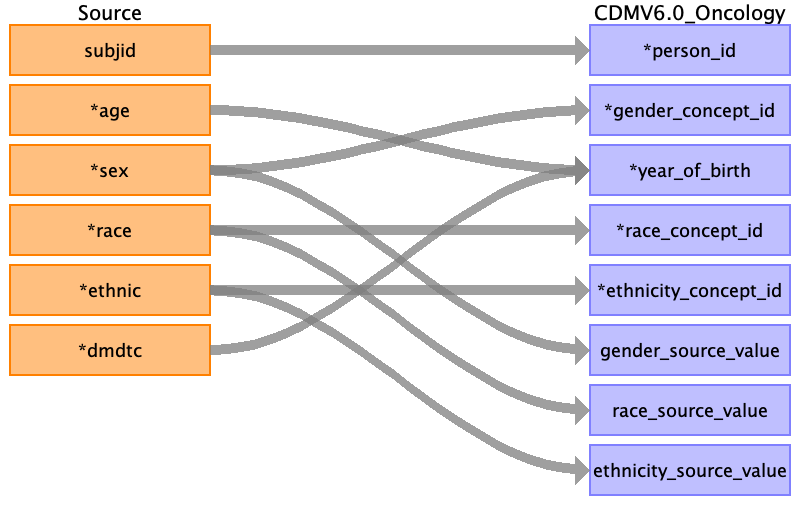 Source
CDMV6.0_Oncology
subjid
*person_id
*age
*gender_concept_id
*sex
*year_of_birth
*race
*race_concept_id
*ethnic
*ethnicity_concept_id
*dmdtc
gender_source_value
race_source_value
ethnicity_source_value